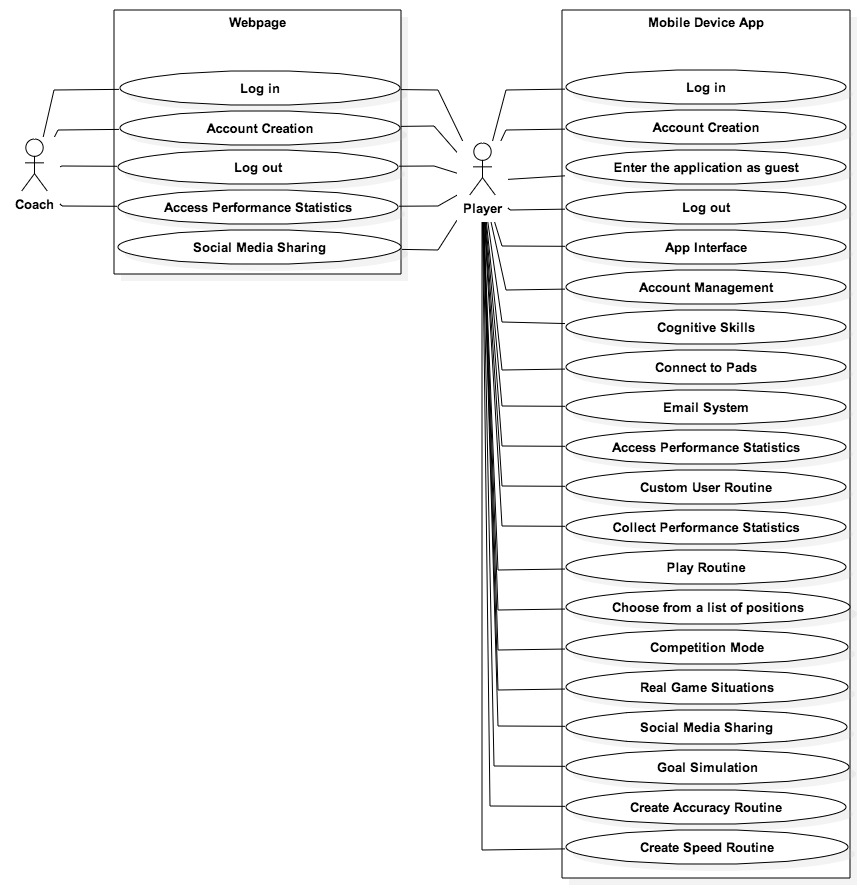 Webpage
Log in
Account Creation
Log out
Access Performance Statistics
Social Media Sharing
Coach
Player
Mobile Device App
Log in
Account Creation
Enter the application as guest
Log out
App Interface
Account Management
Cognitive Skills
Connect to Pads
Email System
Access Performance Statistics
Custom User Routine
Collect Performance Statistics
Play Routine
Choose from a list of positions
Competition Mode
Real Game Situations
Social Media Sharing
Goal Simulation
Create Accuracy Routine
Create Speed Routine